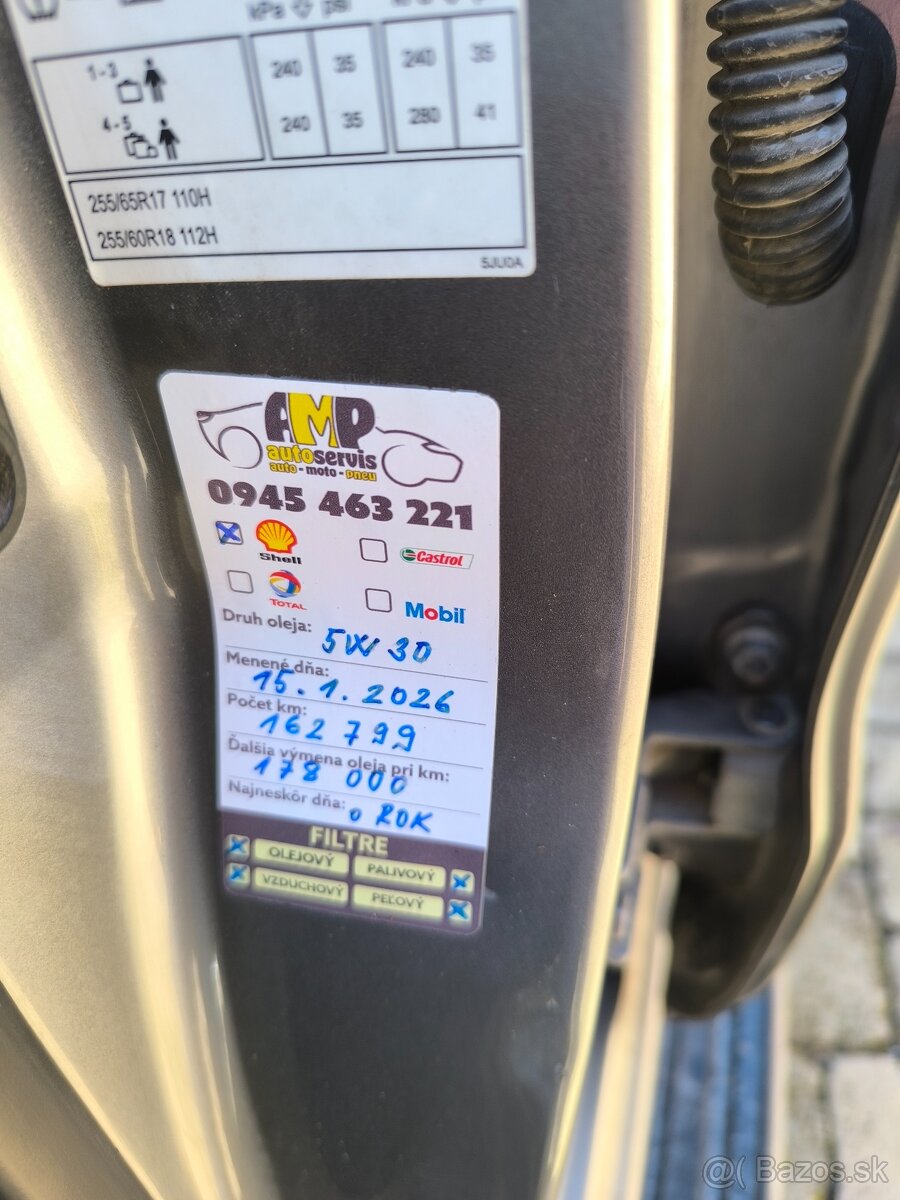 kPa psi
1-3 240 35 240 35
4-5 240 35 280 41
255/65R17 110H
255/60R18 112H
5JU0A
AMP
autoservis
auto - moto - pneu
0945 463 221
Shell Castrol
TOTAL Mobil
Druh oleja: 5W30
Menené dňa: 15.1.2026
Počet km: 162 799
Ďalšia výmena oleja pri km: 178 000
Najneskôr dňa: o ROK
FILTRE
OLEJOVÝ PALIVOVÝ
VZDUCHOVÝ PEĽOVÝ
@( Bazos.sk